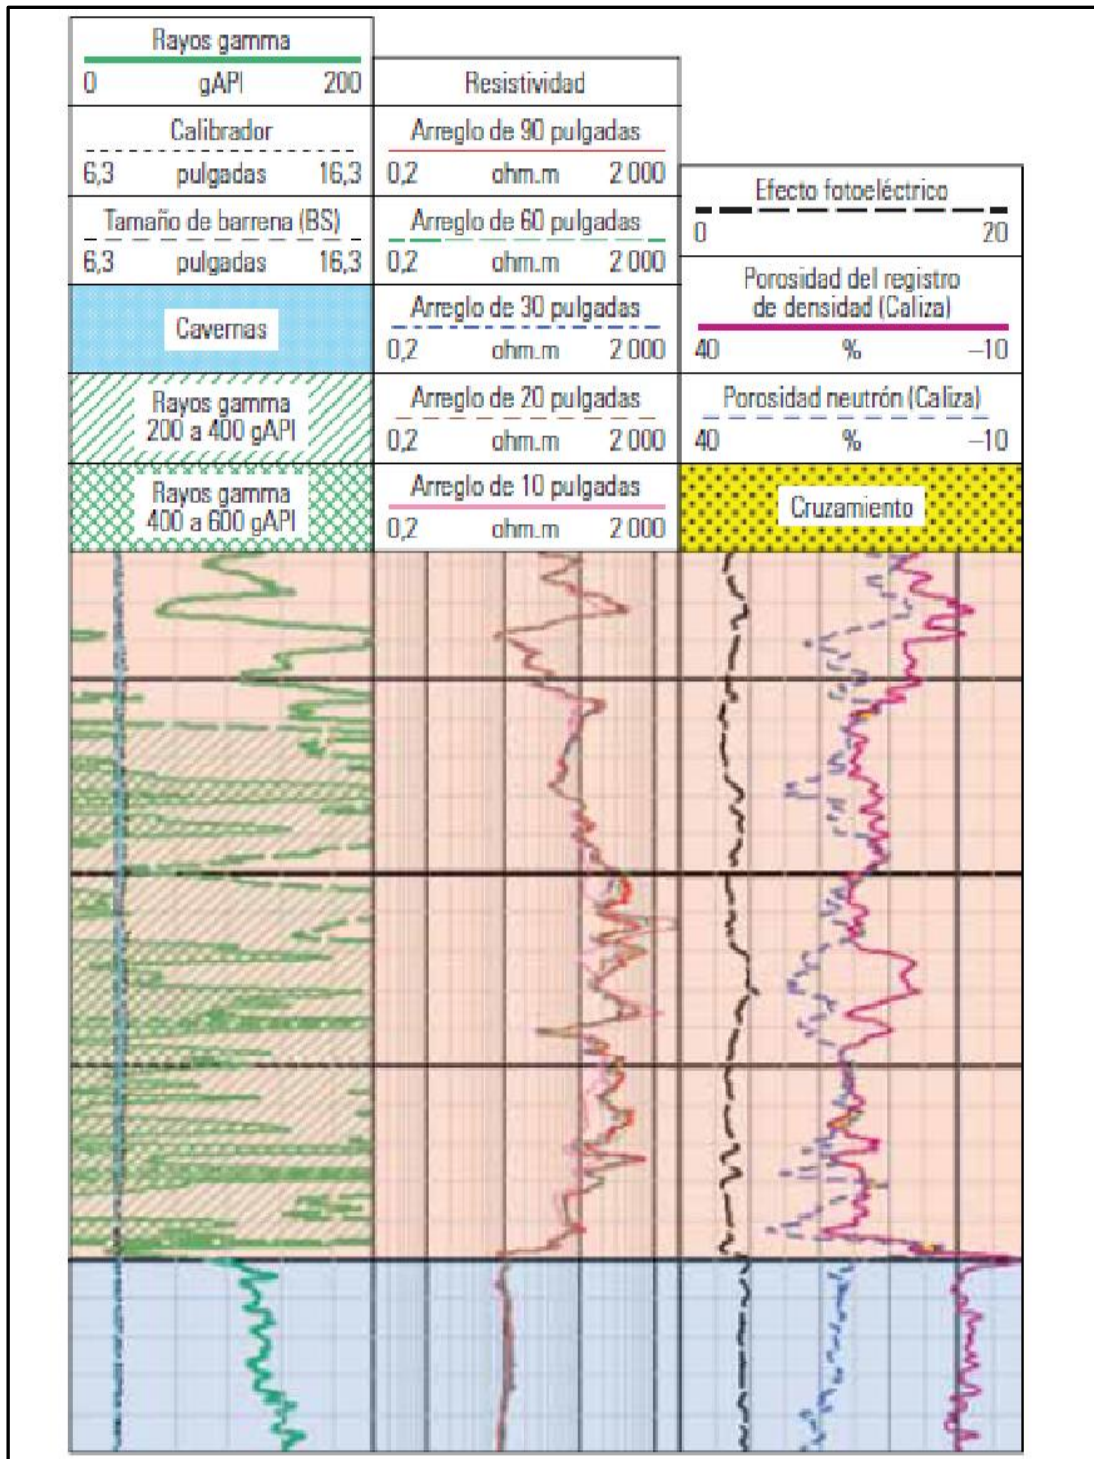 Rayos gamma
0 gAPI 200
Calibrador
6,3 pulgadas 16,3
Tamaño de barrena (BS)
6,3 pulgadas 16,3
Cavernas
Rayos gamma
200 a 400 gAPI
Rayos gamma
400 a 600 gAPI
Resistividad
Arreglo de 90 pulgadas
0,2 ohm.m 2 000
Arreglo de 60 pulgadas
0,2 ohm.m 2 000
Arreglo de 30 pulgadas
0,2 ohm.m 2 000
Arreglo de 20 pulgadas
0,2 ohm.m 2 000
Arreglo de 10 pulgadas
0,2 ohm.m 2 000
Efecto fotoeléctrico
0 20
Porosidad del registro
de densidad (Caliza)
40 % –10
Porosidad neutrón (Caliza)
40 % –10
Cruzamiento